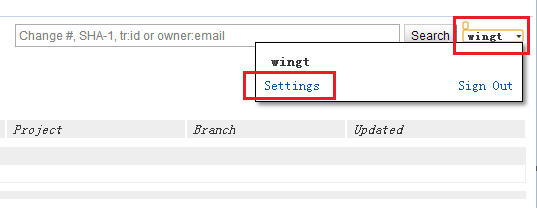 Change #, SHA-1, tr:id or owner:email Search wingt
wingt
Settings Sign Out
Project Branch Updated